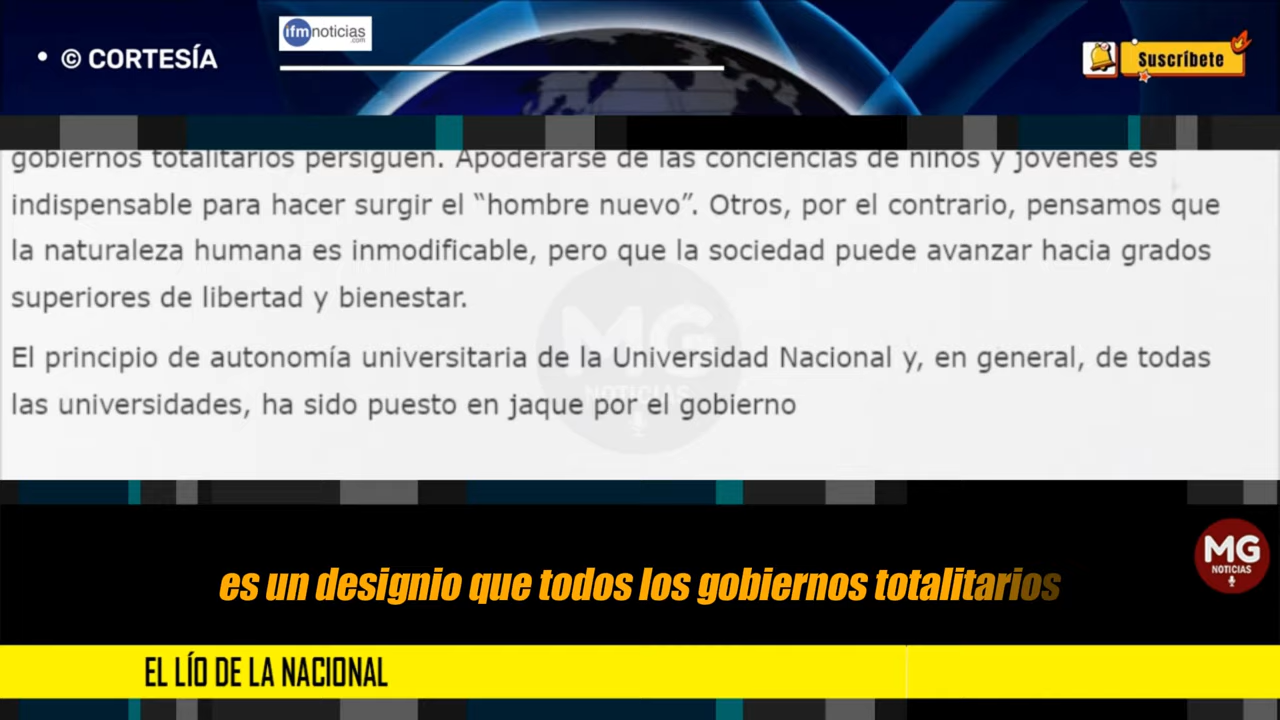 • © CORTESÍA
ifmnoticias
.com
Suscríbete
gobiernos totalitarios persiguen. Apoderarse de las conciencias de niños y jóvenes es
indispensable para hacer surgir el “hombre nuevo”. Otros, por el contrario, pensamos que
la naturaleza humana es inmodificable, pero que la sociedad puede avanzar hacia grados
superiores de libertad y bienestar.
El principio de autonomía universitaria de la Universidad Nacional y, en general, de todas
las universidades, ha sido puesto en jaque por el gobierno
MG
NOTICIAS
es un designio que todos los gobiernos totalitarios
MG
NOTICIAS
EL LÍO DE LA NACIONAL